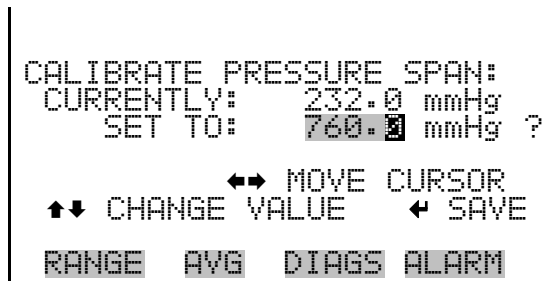 CALIBRATE PRESSURE SPAN:
CURRENTLY: 232.0 mmHg
SET TO: 760.0 mmHg ?
←→ MOVE CURSOR
↑↓ CHANGE VALUE ↵ SAVE
RANGE AVG DIAGS ALARM